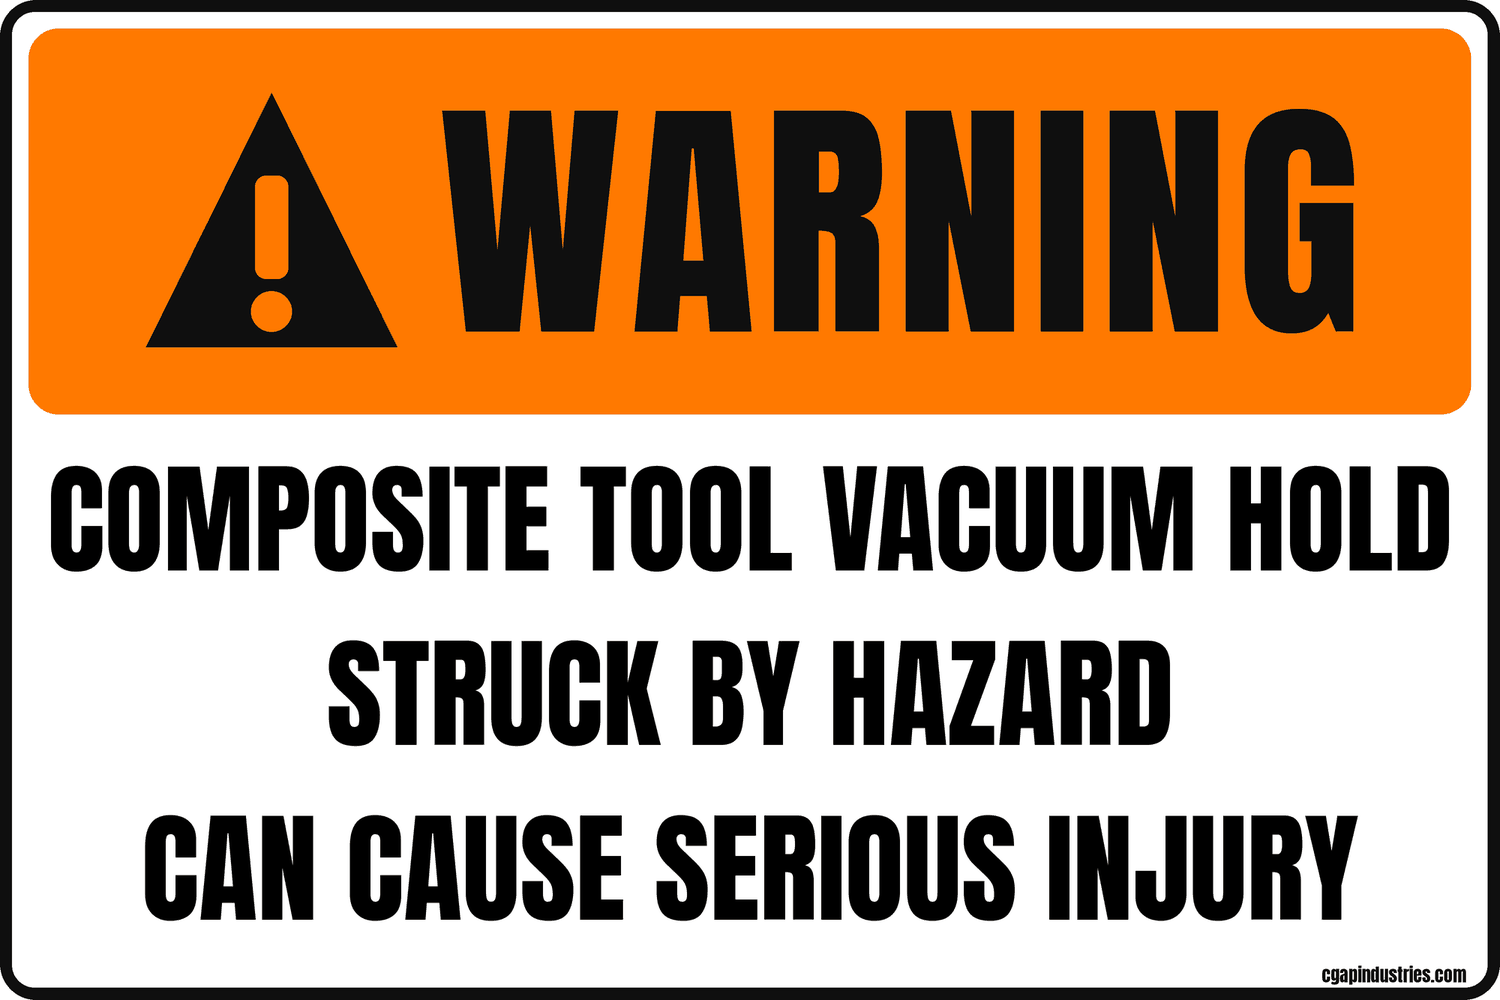 WARNING
COMPOSITE TOOL VACUUM HOLD
STRUCK BY HAZARD
CAN CAUSE SERIOUS INJURY
cgapindustries.com